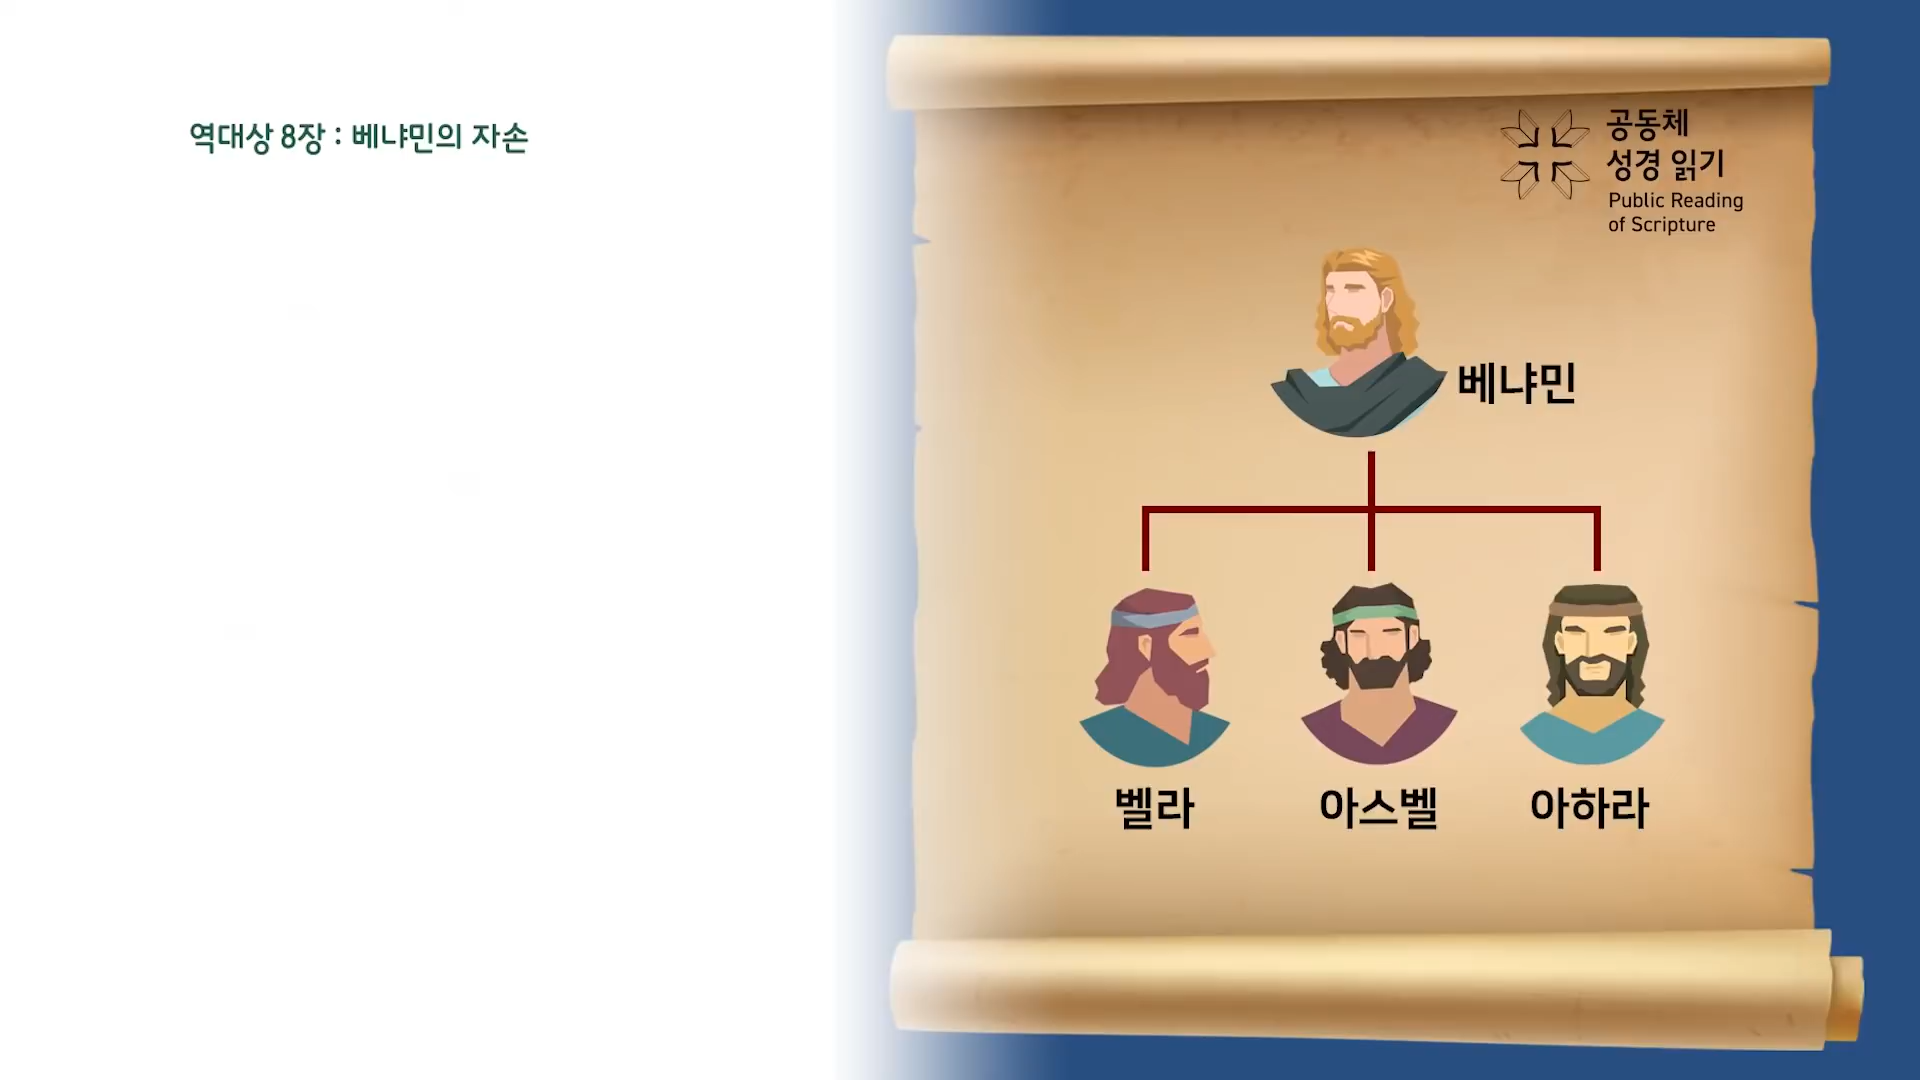 역대상 8장 : 베냐민의 자손
공동체
성경 읽기
Public Reading
of Scripture
베냐민
벨라
아스벨
아하라